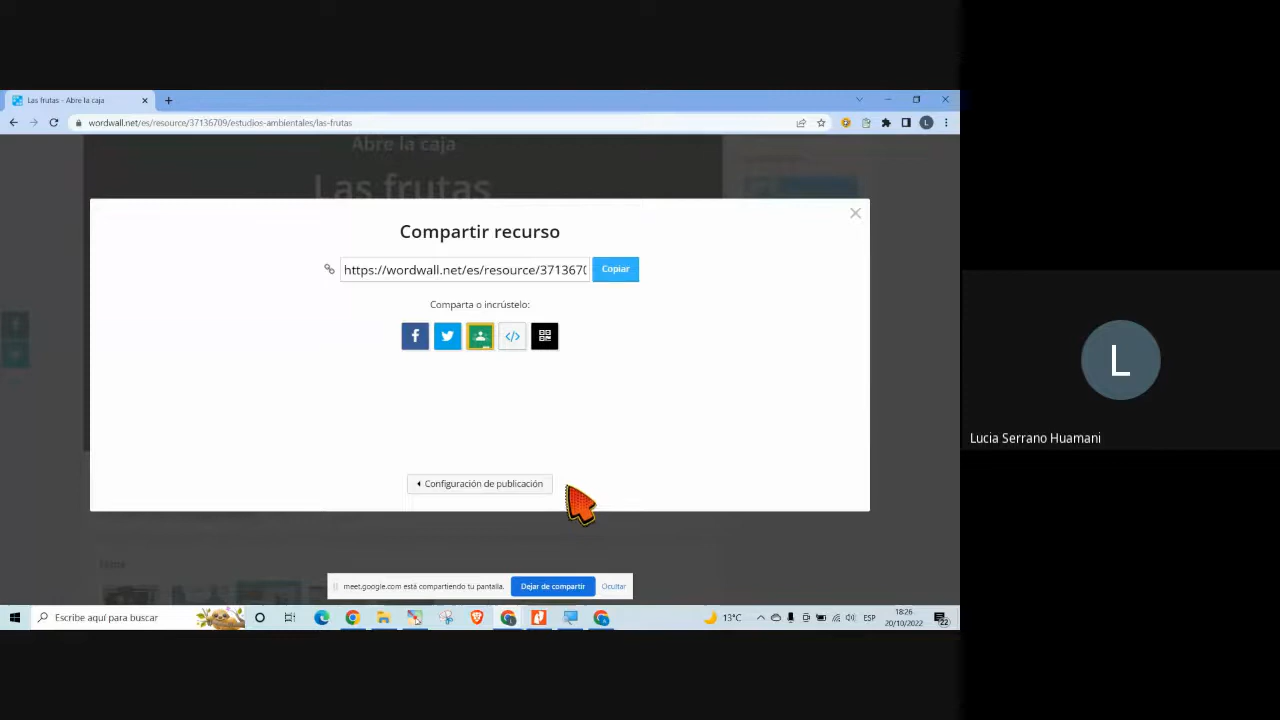 Las frutas - Abre la caja
wordwall.net/es/resource/37136709/estudios-ambientales/las-frutas
Abre la caja
Las frutas
Compartir recurso
https://wordwall.net/es/resource/3713670
Copiar
Comparta o incrústelo:
Configuración de publicación
Tema
meet.google.com está compartiendo tu pantalla.
Dejar de compartir
Ocultar
Escribe aquí para buscar
13°C
ESP
18:26
20/10/2022
22
L
Lucia Serrano Huamani